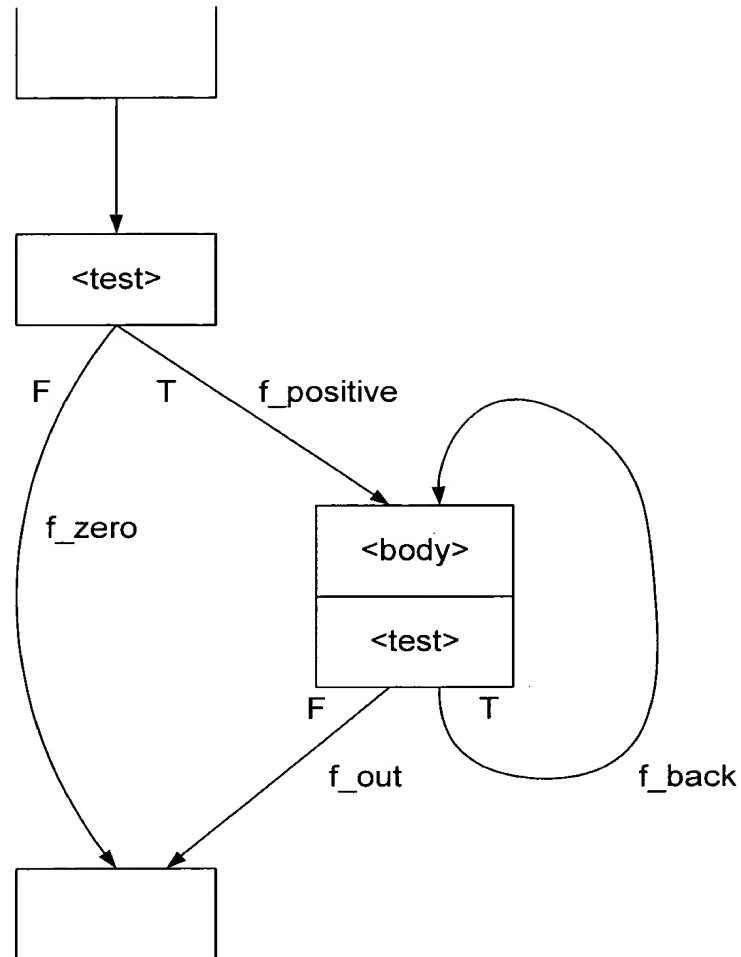 <test>
F T f_positive
f_zero
<body>
<test>
F T
f_out f_back